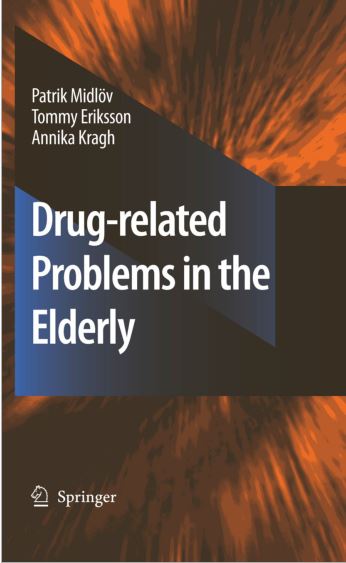 Patrik Midlöv
Tommy Eriksson
Annika Kragh
Drug-related
Problems in the
Elderly
Springer